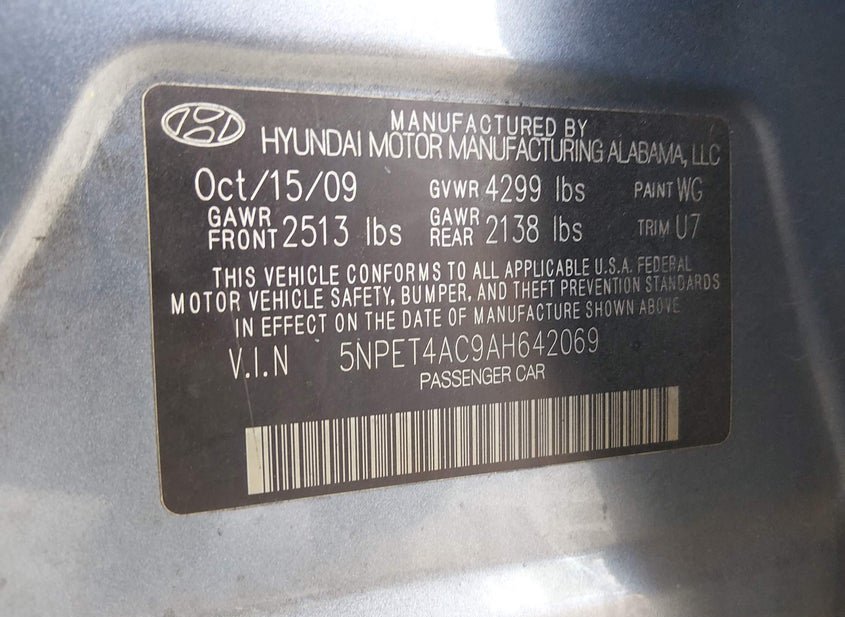 MANUFACTURED BY
HYUNDAI MOTOR MANUFACTURING ALABAMA, LLC
Oct/15/09 GVWR 4299 lbs PAINT WG
GAWR FRONT 2513 lbs GAWR REAR 2138 lbs TRIM U7
THIS VEHICLE CONFORMS TO ALL APPLICABLE U.S.A. FEDERAL
MOTOR VEHICLE SAFETY, BUMPER, AND THEFT PREVENTION STANDARDS
IN EFFECT ON THE DATE OF MANUFACTURE SHOWN ABOVE
V.I.N 5NPET4AC9AH642069
PASSENGER CAR